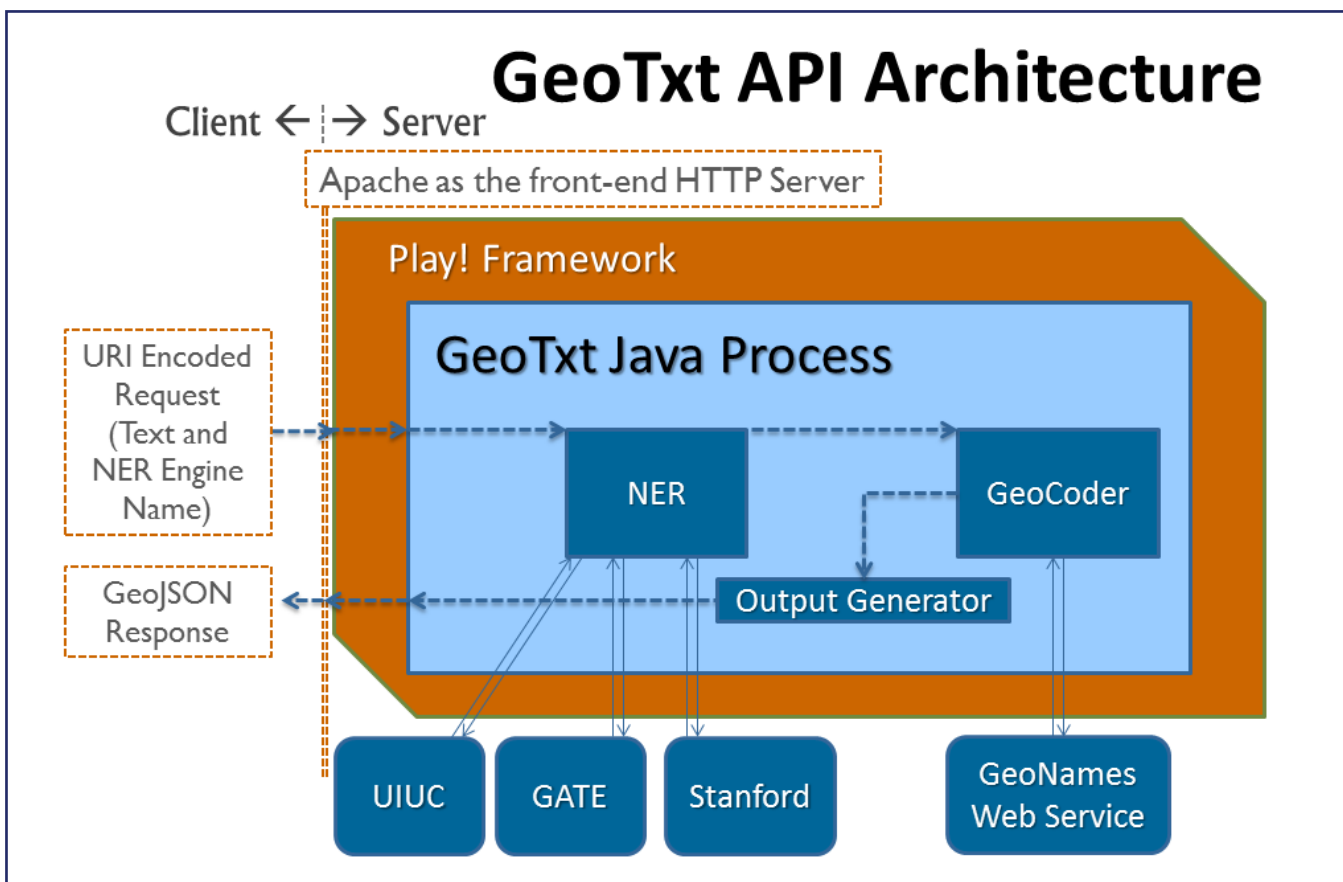 GeoTxt API Architecture
Client ← → Server
Apache as the front-end HTTP Server
Play! Framework
GeoTxt Java Process
URI Encoded
Request
(Text and
NER Engine
Name)
NER
GeoCoder
GeoJSON
Response
Output Generator
UIUC
GATE
Stanford
GeoNames
Web Service